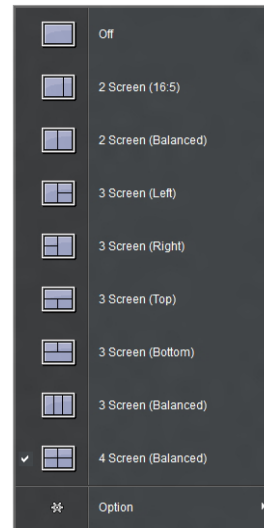 Off
2 Screen (16:5)
2 Screen (Balanced)
3 Screen (Left)
3 Screen (Right)
3 Screen (Top)
3 Screen (Bottom)
3 Screen (Balanced)
4 Screen (Balanced)
Option